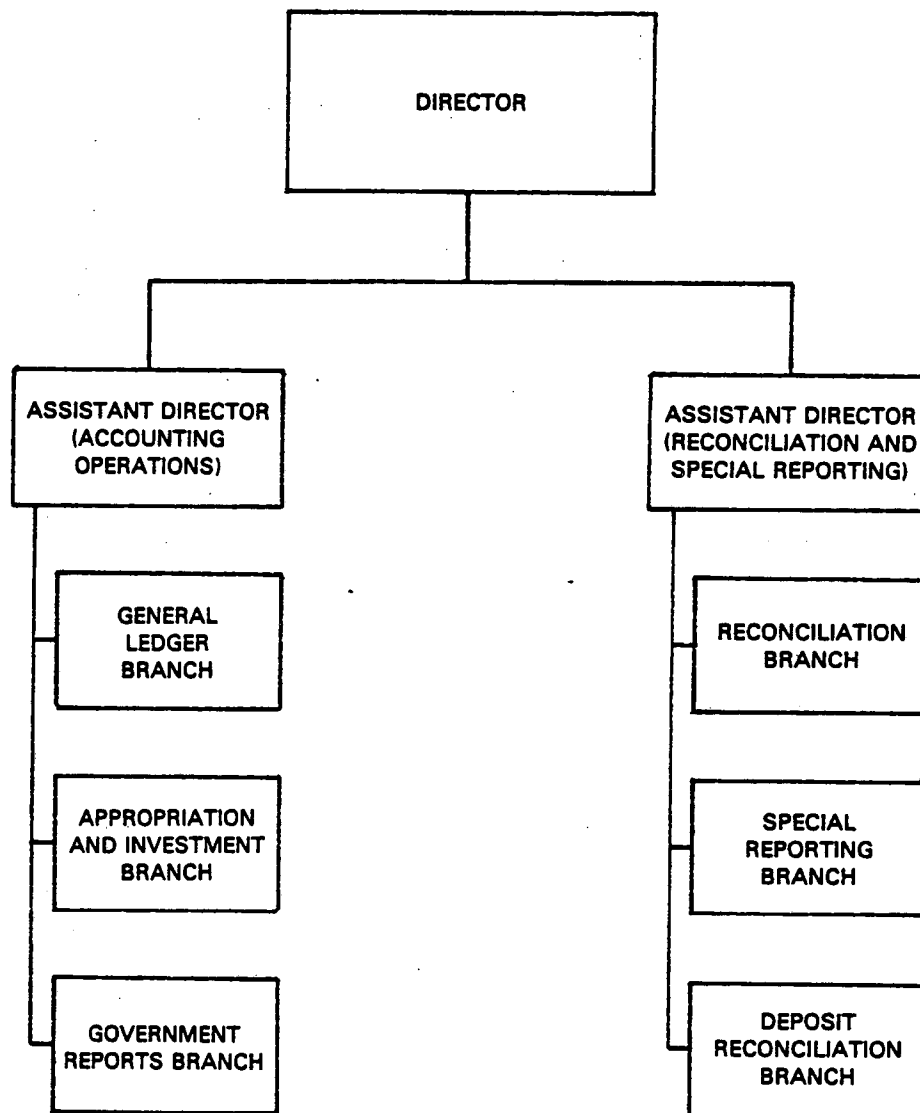 DIRECTOR
ASSISTANT DIRECTOR
(ACCOUNTING
OPERATIONS)
GENERAL
LEDGER
BRANCH
APPROPRIATION
AND INVESTMENT
BRANCH
GOVERNMENT
REPORTS BRANCH
ASSISTANT DIRECTOR
(RECONCILIATION AND
SPECIAL REPORTING)
RECONCILIATION
BRANCH
SPECIAL
REPORTING
BRANCH
DEPOSIT
RECONCILIATION
BRANCH